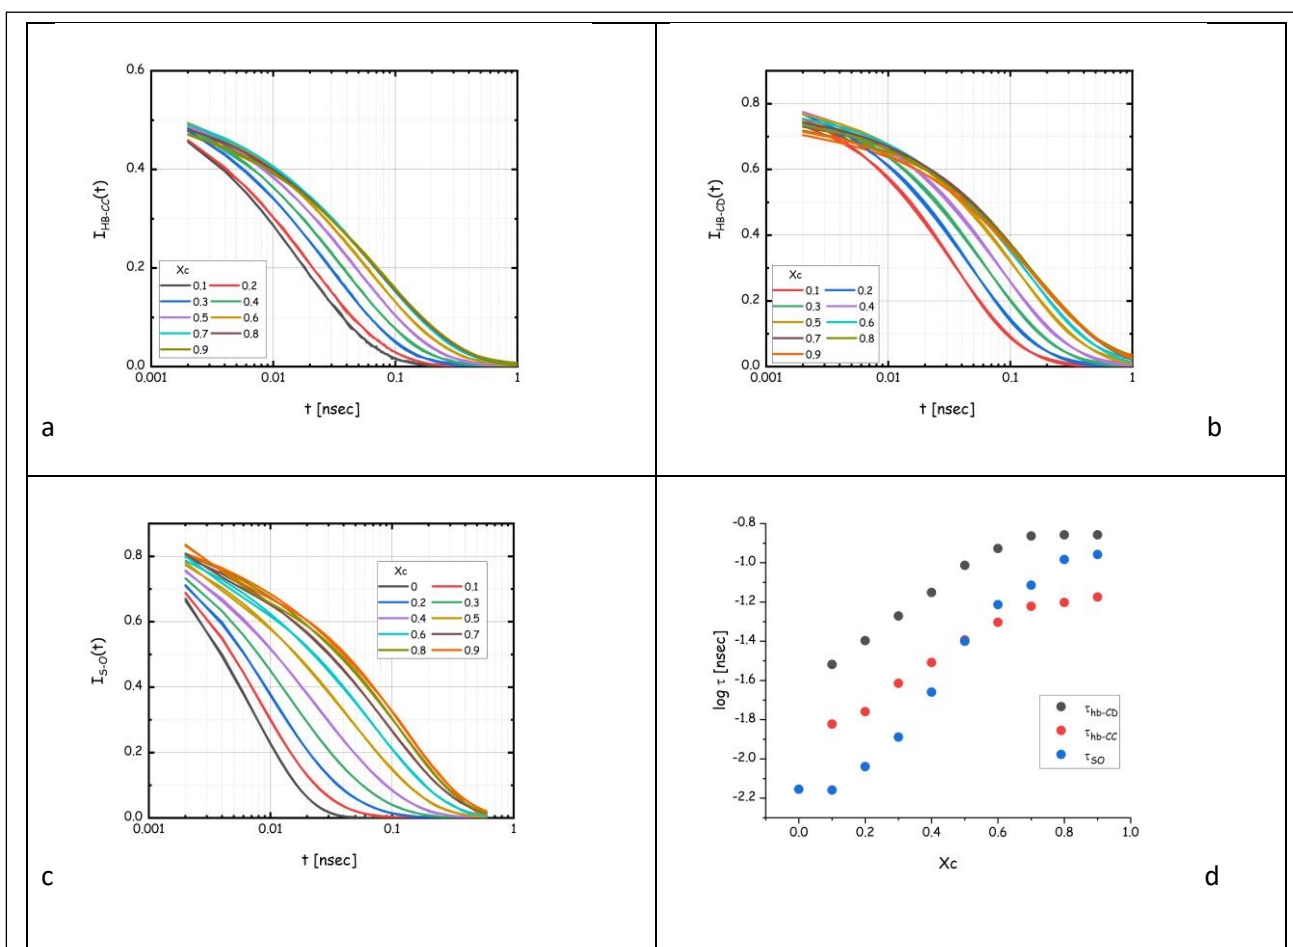 0.6
0.4
0.2
0.0
I_HB-CC(t)
Xc
0.1 0.2
0.3 0.4
0.5 0.6
0.7 0.8
0.9
0.001 0.01 0.1 1
t [nsec]
a
0.8
0.6
0.4
0.2
0.0
I_HB-CD(t)
Xc
0.1 0.2
0.3 0.4
0.5 0.6
0.7 0.8
0.9
0.001 0.01 0.1 1
t [nsec]
b
0.8
0.6
0.4
0.2
0.0
I_S-O(t)
Xc
0 0.1
0.2 0.3
0.4 0.5
0.6 0.7
0.8 0.9
0.001 0.01 0.1 1
t [nsec]
c
-0.8
-1.0
-1.2
-1.4
-1.6
-1.8
-2.0
-2.2
log τ [nsec]
τhb-CD
τhb-CC
τSO
0.0 0.2 0.4 0.6 0.8 1.0
Xc
d